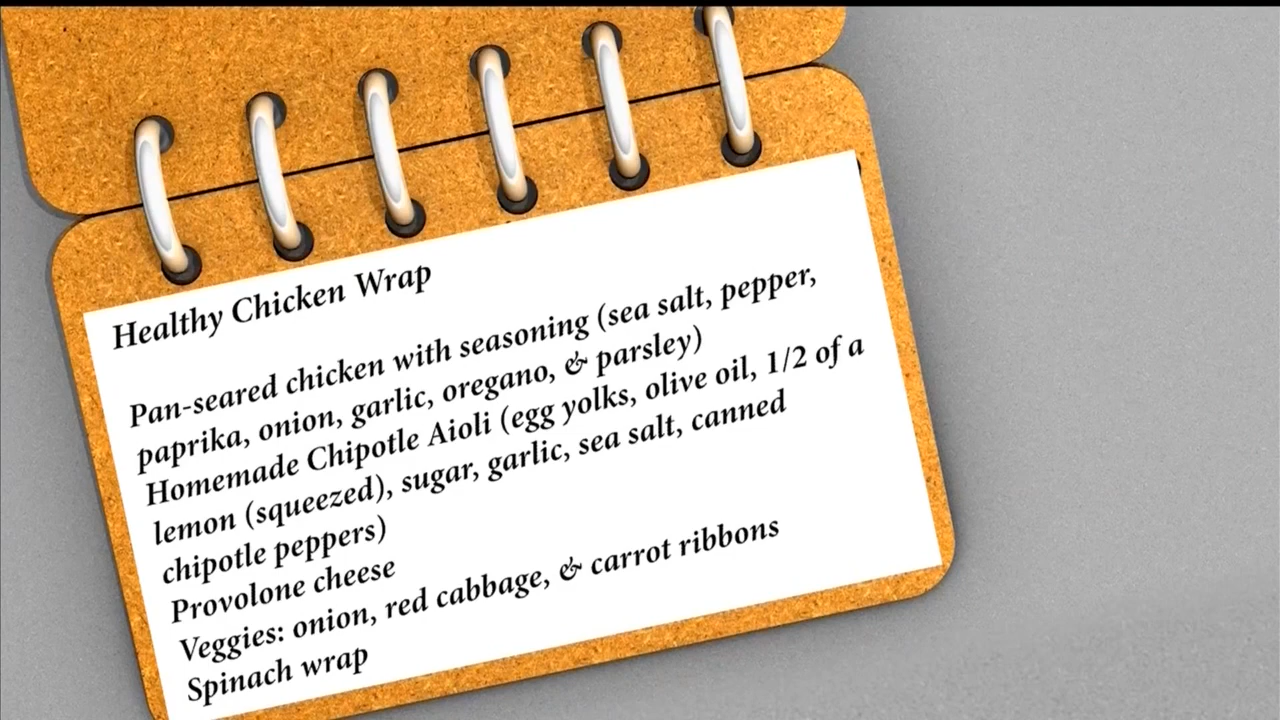 Healthy Chicken Wrap
Pan-seared chicken with seasoning (sea salt, pepper,
paprika, onion, garlic, oregano, & parsley)
Homemade Chipotle Aioli (egg yolks, olive oil, 1/2 of a
lemon (squeezed), sugar, garlic, sea salt, canned
chipotle peppers)
Provolone cheese
Veggies: onion, red cabbage, & carrot ribbons
Spinach wrap